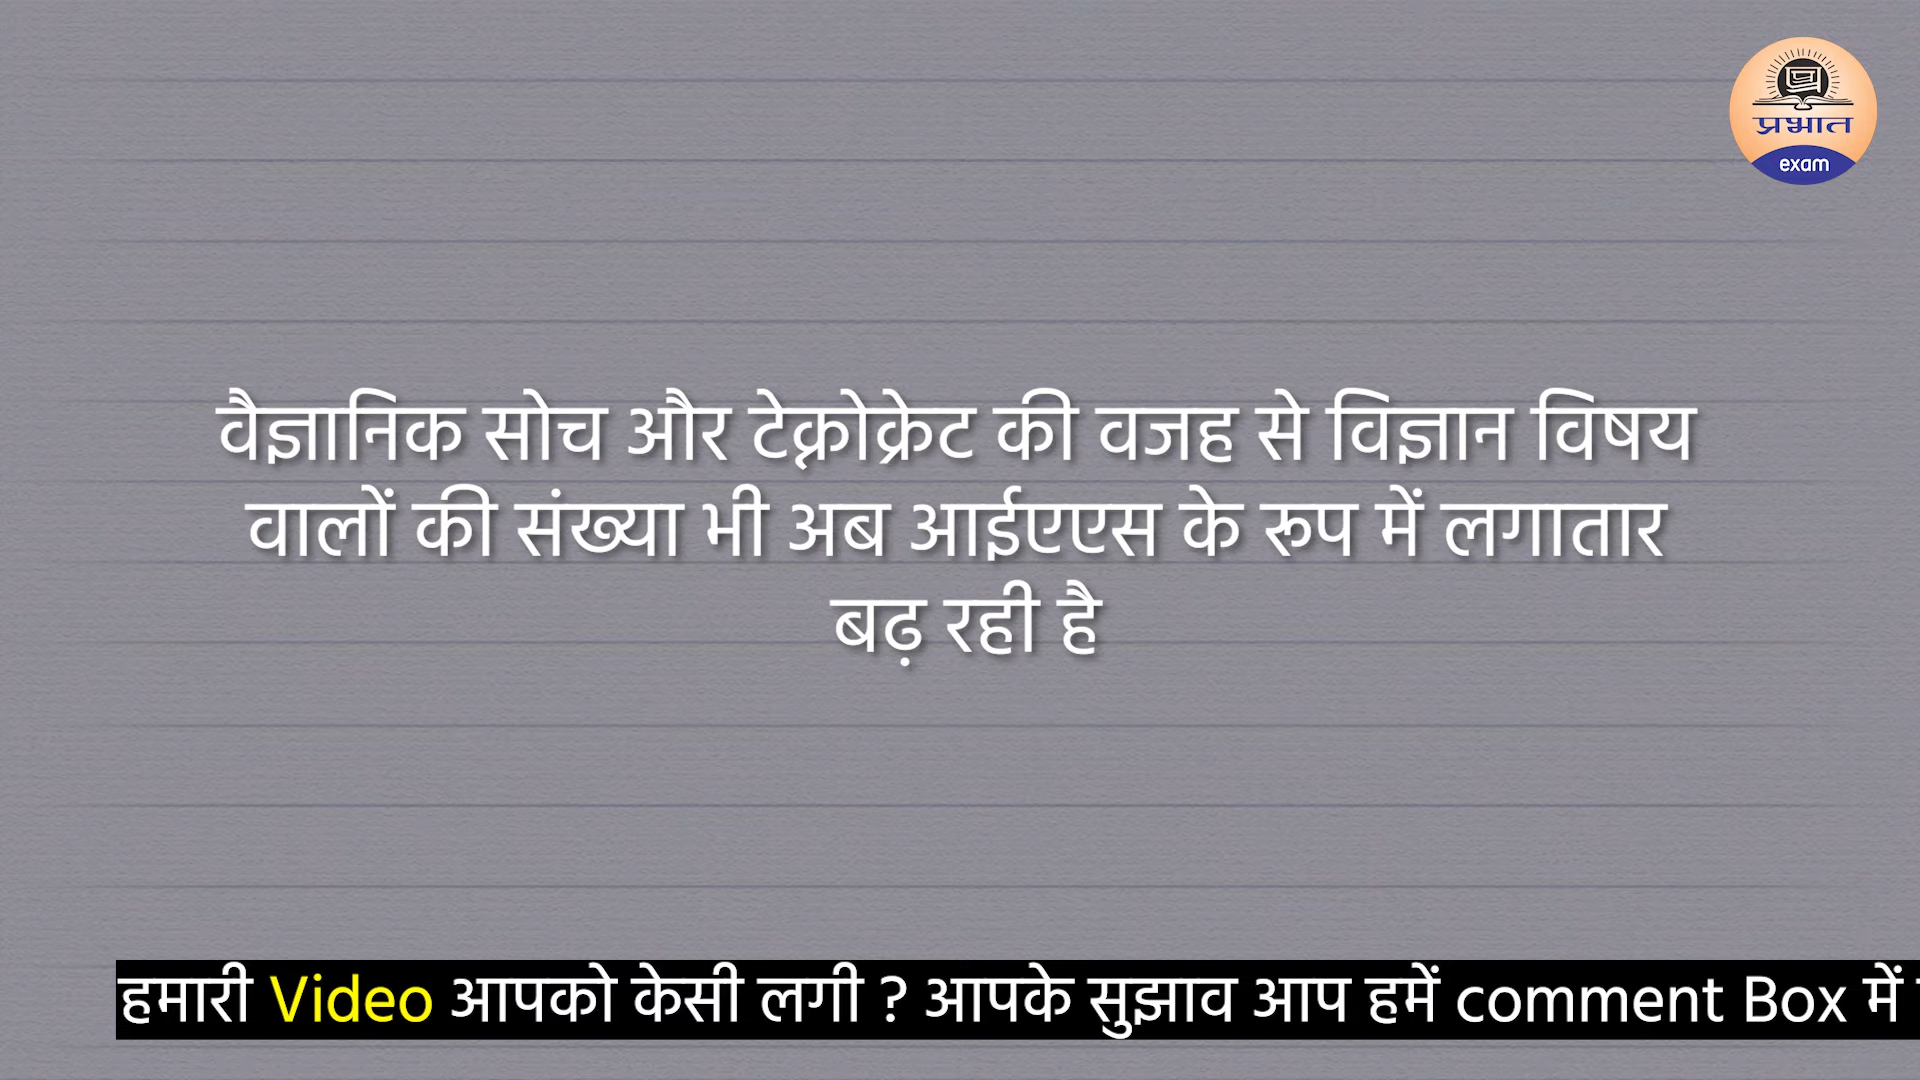 प्रभात
exam
वैज्ञानिक सोच और टेक्नोक्रेट की वजह से विज्ञान विषय
वालों की संख्या भी अब आईएएस के रूप में लगातार
बढ़ रही है
हमारी Video आपको केसी लगी ? आपके सुझाव आप हमें comment Box में